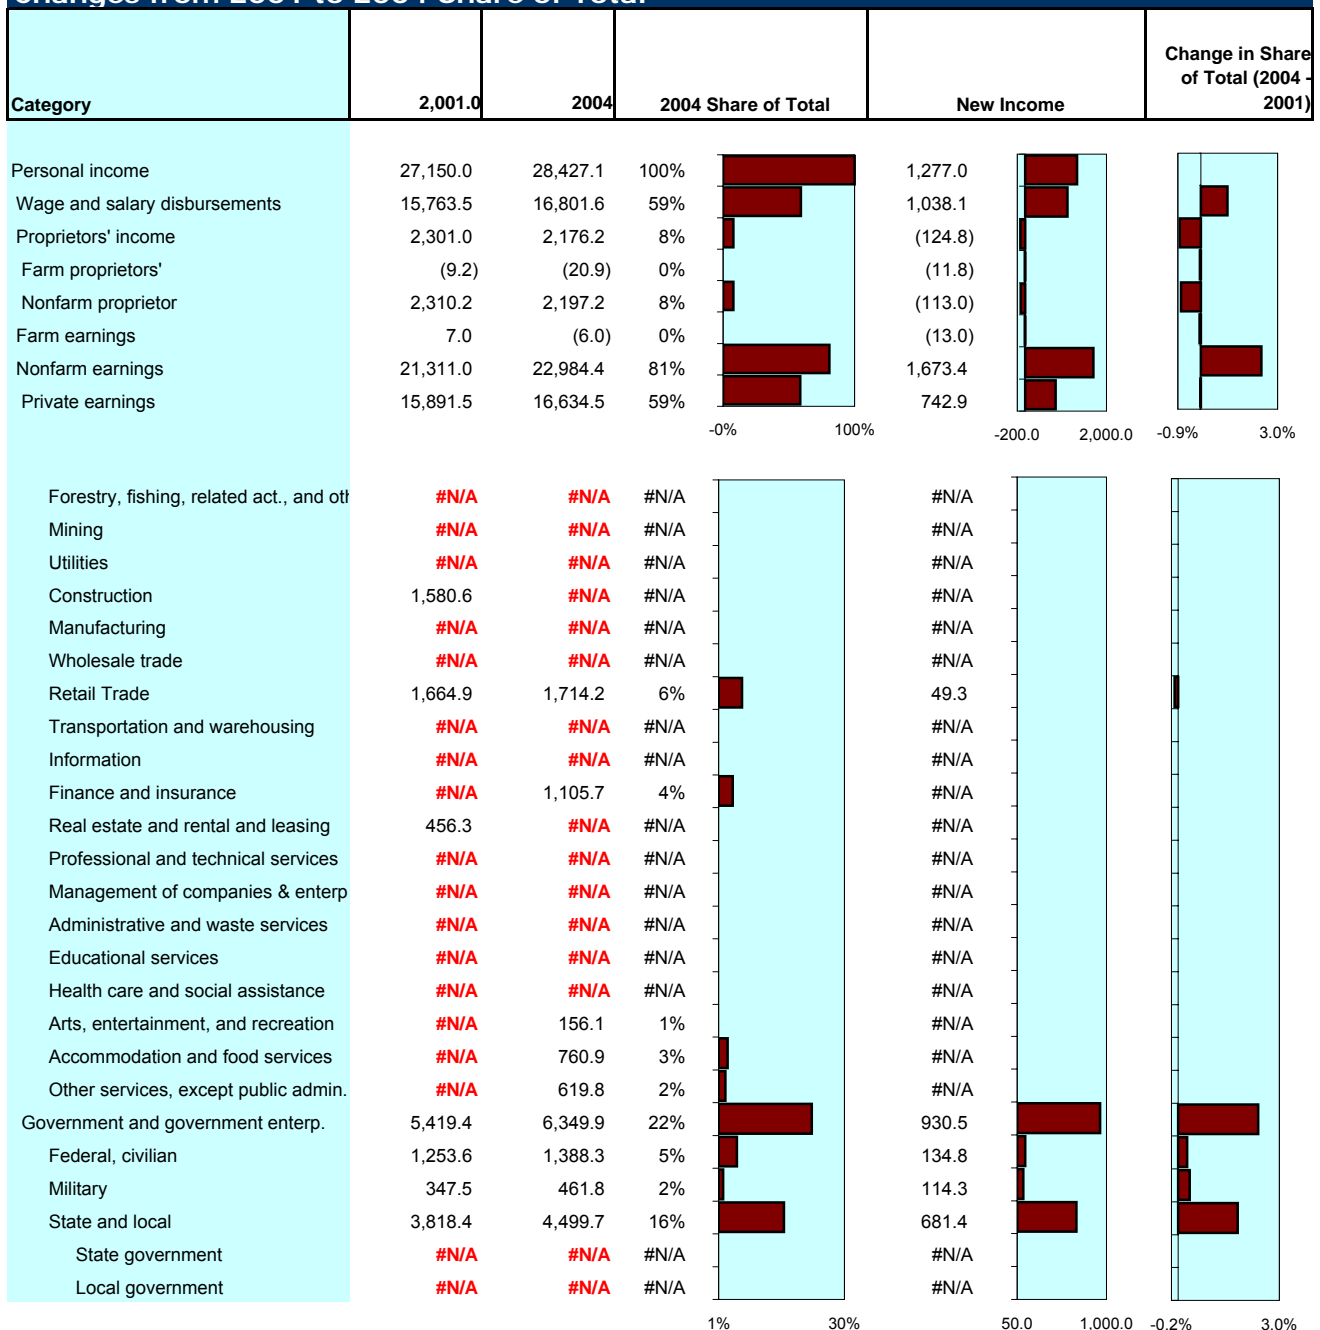 Changes from 2001 to 2004 Share of Total
Category 2,001.0 2004 2004 Share of Total New Income Change in Share of Total (2004 - 2001)
Personal income 27,150.0 28,427.1 100% 1,277.0
Wage and salary disbursements 15,763.5 16,801.6 59% 1,038.1
Proprietors' income 2,301.0 2,176.2 8% (124.8)
Farm proprietors' (9.2) (20.9) 0% (11.8)
Nonfarm proprietor 2,310.2 2,197.2 8% (113.0)
Farm earnings 7.0 (6.0) 0% (13.0)
Nonfarm earnings 21,311.0 22,984.4 81% 1,673.4
Private earnings 15,891.5 16,634.5 59% 742.9
-0% 100% -200.0 2,000.0 -0.9% 3.0%
Forestry, fishing, related act., and oth #N/A #N/A #N/A #N/A
Mining #N/A #N/A #N/A #N/A
Utilities #N/A #N/A #N/A #N/A
Construction 1,580.6 #N/A #N/A #N/A
Manufacturing #N/A #N/A #N/A #N/A
Wholesale trade #N/A #N/A #N/A #N/A
Retail Trade 1,664.9 1,714.2 6% 49.3
Transportation and warehousing #N/A #N/A #N/A #N/A
Information #N/A #N/A #N/A #N/A
Finance and insurance #N/A 1,105.7 4% #N/A
Real estate and rental and leasing 456.3 #N/A #N/A #N/A
Professional and technical services #N/A #N/A #N/A #N/A
Management of companies & enterp #N/A #N/A #N/A #N/A
Administrative and waste services #N/A #N/A #N/A #N/A
Educational services #N/A #N/A #N/A #N/A
Health care and social assistance #N/A #N/A #N/A #N/A
Arts, entertainment, and recreation #N/A 156.1 1% #N/A
Accommodation and food services #N/A 760.9 3% #N/A
Other services, except public admin. #N/A 619.8 2% #N/A
Government and government enterp. 5,419.4 6,349.9 22% 930.5
Federal, civilian 1,253.6 1,388.3 5% 134.8
Military 347.5 461.8 2% 114.3
State and local 3,818.4 4,499.7 16% 681.4
State government #N/A #N/A #N/A #N/A
Local government #N/A #N/A #N/A #N/A
1% 30% 50.0 1,000.0 -0.2% 3.0%